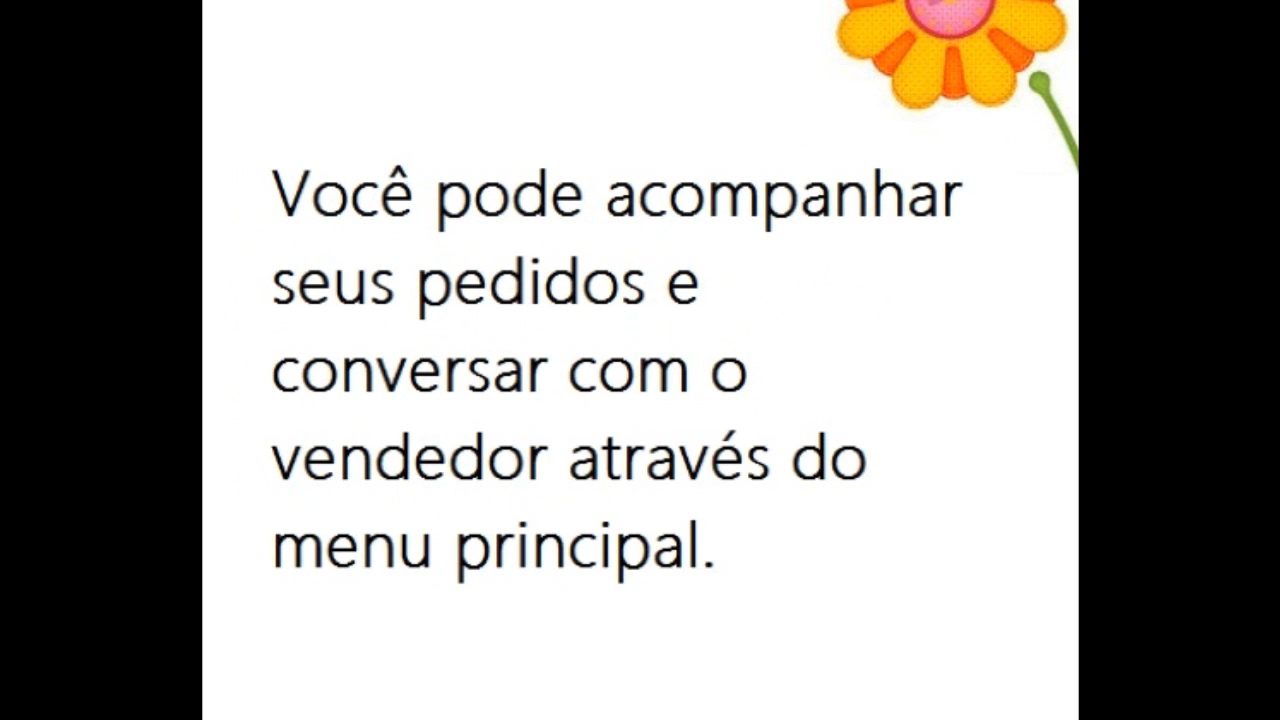 Você pode acompanhar
seus pedidos e
conversar com o
vendedor através do
menu principal.